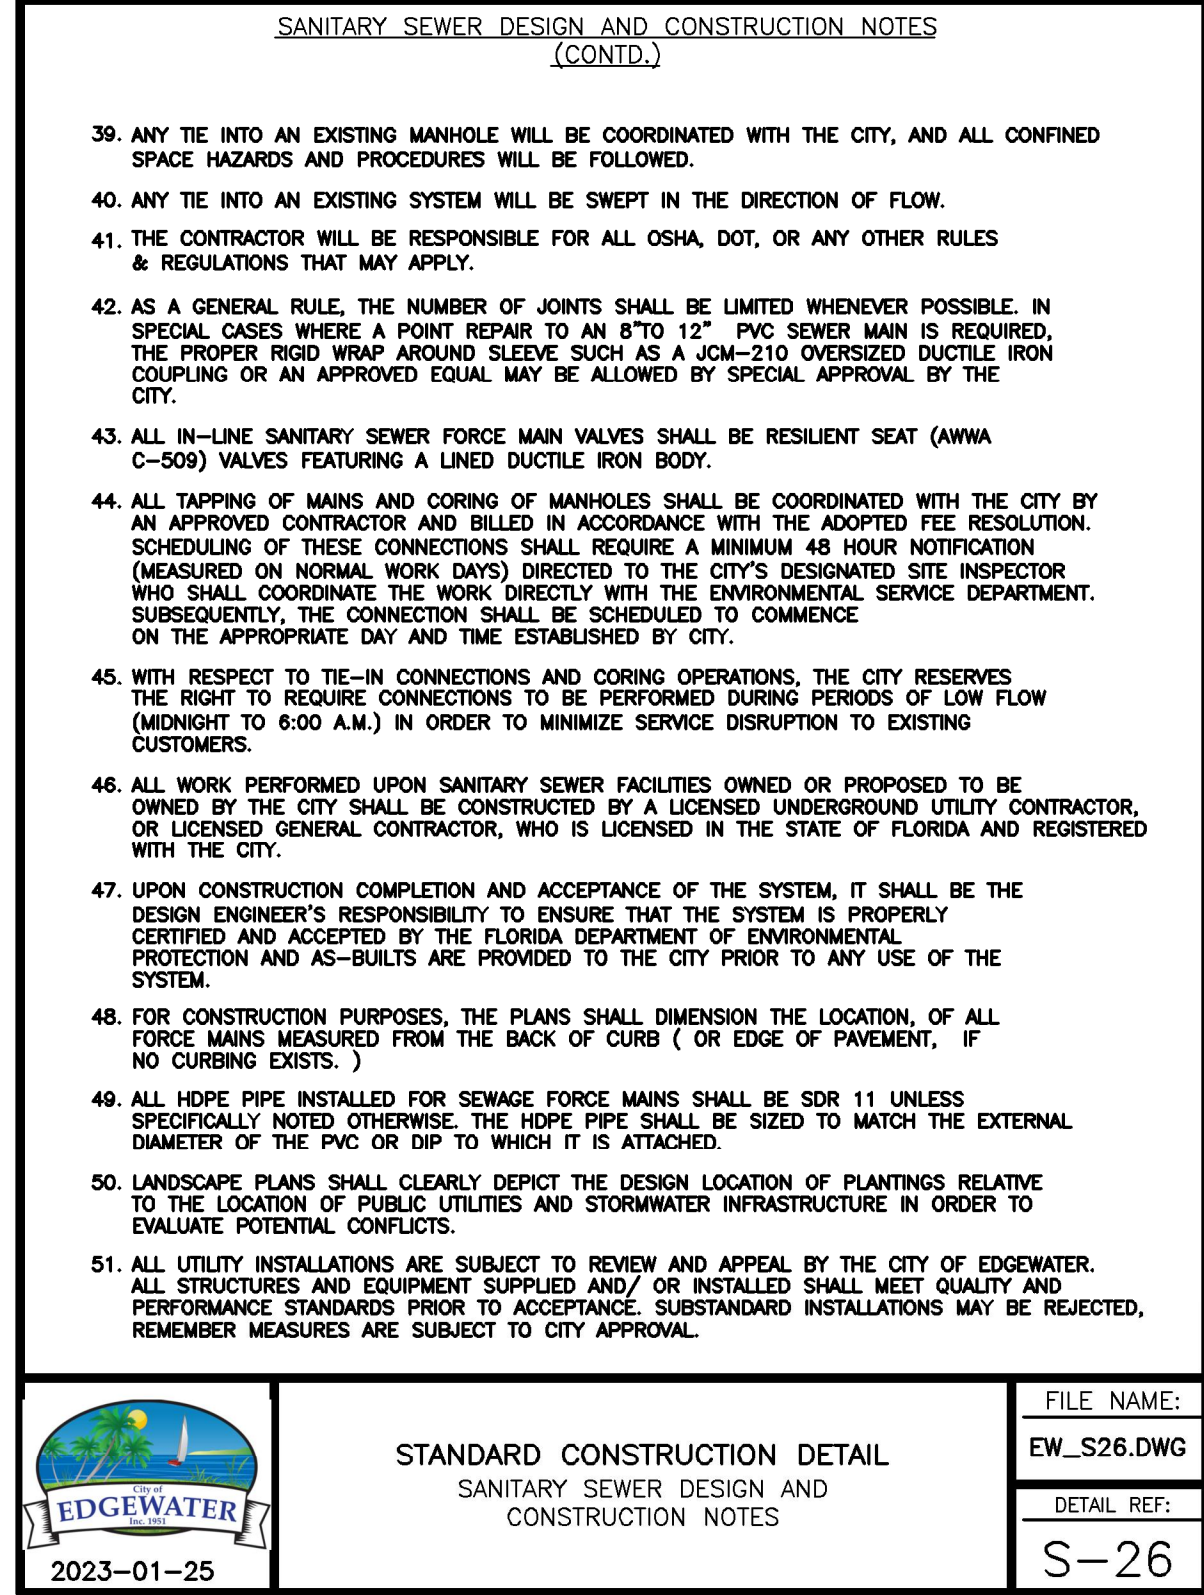 SANITARY SEWER DESIGN AND CONSTRUCTION NOTES
(CONTD.)
39. ANY TIE INTO AN EXISTING MANHOLE WILL BE COORDINATED WITH THE CITY, AND ALL CONFINED
SPACE HAZARDS AND PROCEDURES WILL BE FOLLOWED.
40. ANY TIE INTO AN EXISTING SYSTEM WILL BE SWEPT IN THE DIRECTION OF FLOW.
41. THE CONTRACTOR WILL BE RESPONSIBLE FOR ALL OSHA, DOT, OR ANY OTHER RULES
& REGULATIONS THAT MAY APPLY.
42. AS A GENERAL RULE, THE NUMBER OF JOINTS SHALL BE LIMITED WHENEVER POSSIBLE. IN
SPECIAL CASES WHERE A POINT REPAIR TO AN 8"TO 12" PVC SEWER MAIN IS REQUIRED,
THE PROPER RIGID WRAP AROUND SLEEVE SUCH AS A JCM-210 OVERSIZED DUCTILE IRON
COUPLING OR AN APPROVED EQUAL MAY BE ALLOWED BY SPECIAL APPROVAL BY THE
CITY.
43. ALL IN-LINE SANITARY SEWER FORCE MAIN VALVES SHALL BE RESILIENT SEAT (AWWA
C-509) VALVES FEATURING A LINED DUCTILE IRON BODY.
44. ALL TAPPING OF MAINS AND CORING OF MANHOLES SHALL BE COORDINATED WITH THE CITY BY
AN APPROVED CONTRACTOR AND BILLED IN ACCORDANCE WITH THE ADOPTED FEE RESOLUTION.
SCHEDULING OF THESE CONNECTIONS SHALL REQUIRE A MINIMUM 48 HOUR NOTIFICATION
(MEASURED ON NORMAL WORK DAYS) DIRECTED TO THE CITY'S DESIGNATED SITE INSPECTOR
WHO SHALL COORDINATE THE WORK DIRECTLY WITH THE ENVIRONMENTAL SERVICE DEPARTMENT.
SUBSEQUENTLY, THE CONNECTION SHALL BE SCHEDULED TO COMMENCE
ON THE APPROPRIATE DAY AND TIME ESTABLISHED BY CITY.
45. WITH RESPECT TO TIE-IN CONNECTIONS AND CORING OPERATIONS, THE CITY RESERVES
THE RIGHT TO REQUIRE CONNECTIONS TO BE PERFORMED DURING PERIODS OF LOW FLOW
(MIDNIGHT TO 6:00 A.M.) IN ORDER TO MINIMIZE SERVICE DISRUPTION TO EXISTING
CUSTOMERS.
46. ALL WORK PERFORMED UPON SANITARY SEWER FACILITIES OWNED OR PROPOSED TO BE
OWNED BY THE CITY SHALL BE CONSTRUCTED BY A LICENSED UNDERGROUND UTILITY CONTRACTOR,
OR LICENSED GENERAL CONTRACTOR, WHO IS LICENSED IN THE STATE OF FLORIDA AND REGISTERED
WITH THE CITY.
47. UPON CONSTRUCTION COMPLETION AND ACCEPTANCE OF THE SYSTEM, IT SHALL BE THE
DESIGN ENGINEER'S RESPONSIBILITY TO ENSURE THAT THE SYSTEM IS PROPERLY
CERTIFIED AND ACCEPTED BY THE FLORIDA DEPARTMENT OF ENVIRONMENTAL
PROTECTION AND AS-BUILTS ARE PROVIDED TO THE CITY PRIOR TO ANY USE OF THE
SYSTEM.
48. FOR CONSTRUCTION PURPOSES, THE PLANS SHALL DIMENSION THE LOCATION, OF ALL
FORCE MAINS MEASURED FROM THE BACK OF CURB ( OR EDGE OF PAVEMENT, IF
NO CURBING EXISTS. )
49. ALL HDPE PIPE INSTALLED FOR SEWAGE FORCE MAINS SHALL BE SDR 11 UNLESS
SPECIFICALLY NOTED OTHERWISE. THE HDPE PIPE SHALL BE SIZED TO MATCH THE EXTERNAL
DIAMETER OF THE PVC OR DIP TO WHICH IT IS ATTACHED.
50. LANDSCAPE PLANS SHALL CLEARLY DEPICT THE DESIGN LOCATION OF PLANTINGS RELATIVE
TO THE LOCATION OF PUBLIC UTILITIES AND STORMWATER INFRASTRUCTURE IN ORDER TO
EVALUATE POTENTIAL CONFLICTS.
51. ALL UTILITY INSTALLATIONS ARE SUBJECT TO REVIEW AND APPEAL BY THE CITY OF EDGEWATER.
ALL STRUCTURES AND EQUIPMENT SUPPLIED AND/ OR INSTALLED SHALL MEET QUALITY AND
PERFORMANCE STANDARDS PRIOR TO ACCEPTANCE. SUBSTANDARD INSTALLATIONS MAY BE REJECTED,
REMEMBER MEASURES ARE SUBJECT TO CITY APPROVAL.
City of
EDGEWATER
Inc. 1951
2023-01-25
STANDARD CONSTRUCTION DETAIL
SANITARY SEWER DESIGN AND
CONSTRUCTION NOTES
FILE NAME:
EW_S26.DWG
DETAIL REF:
S-26